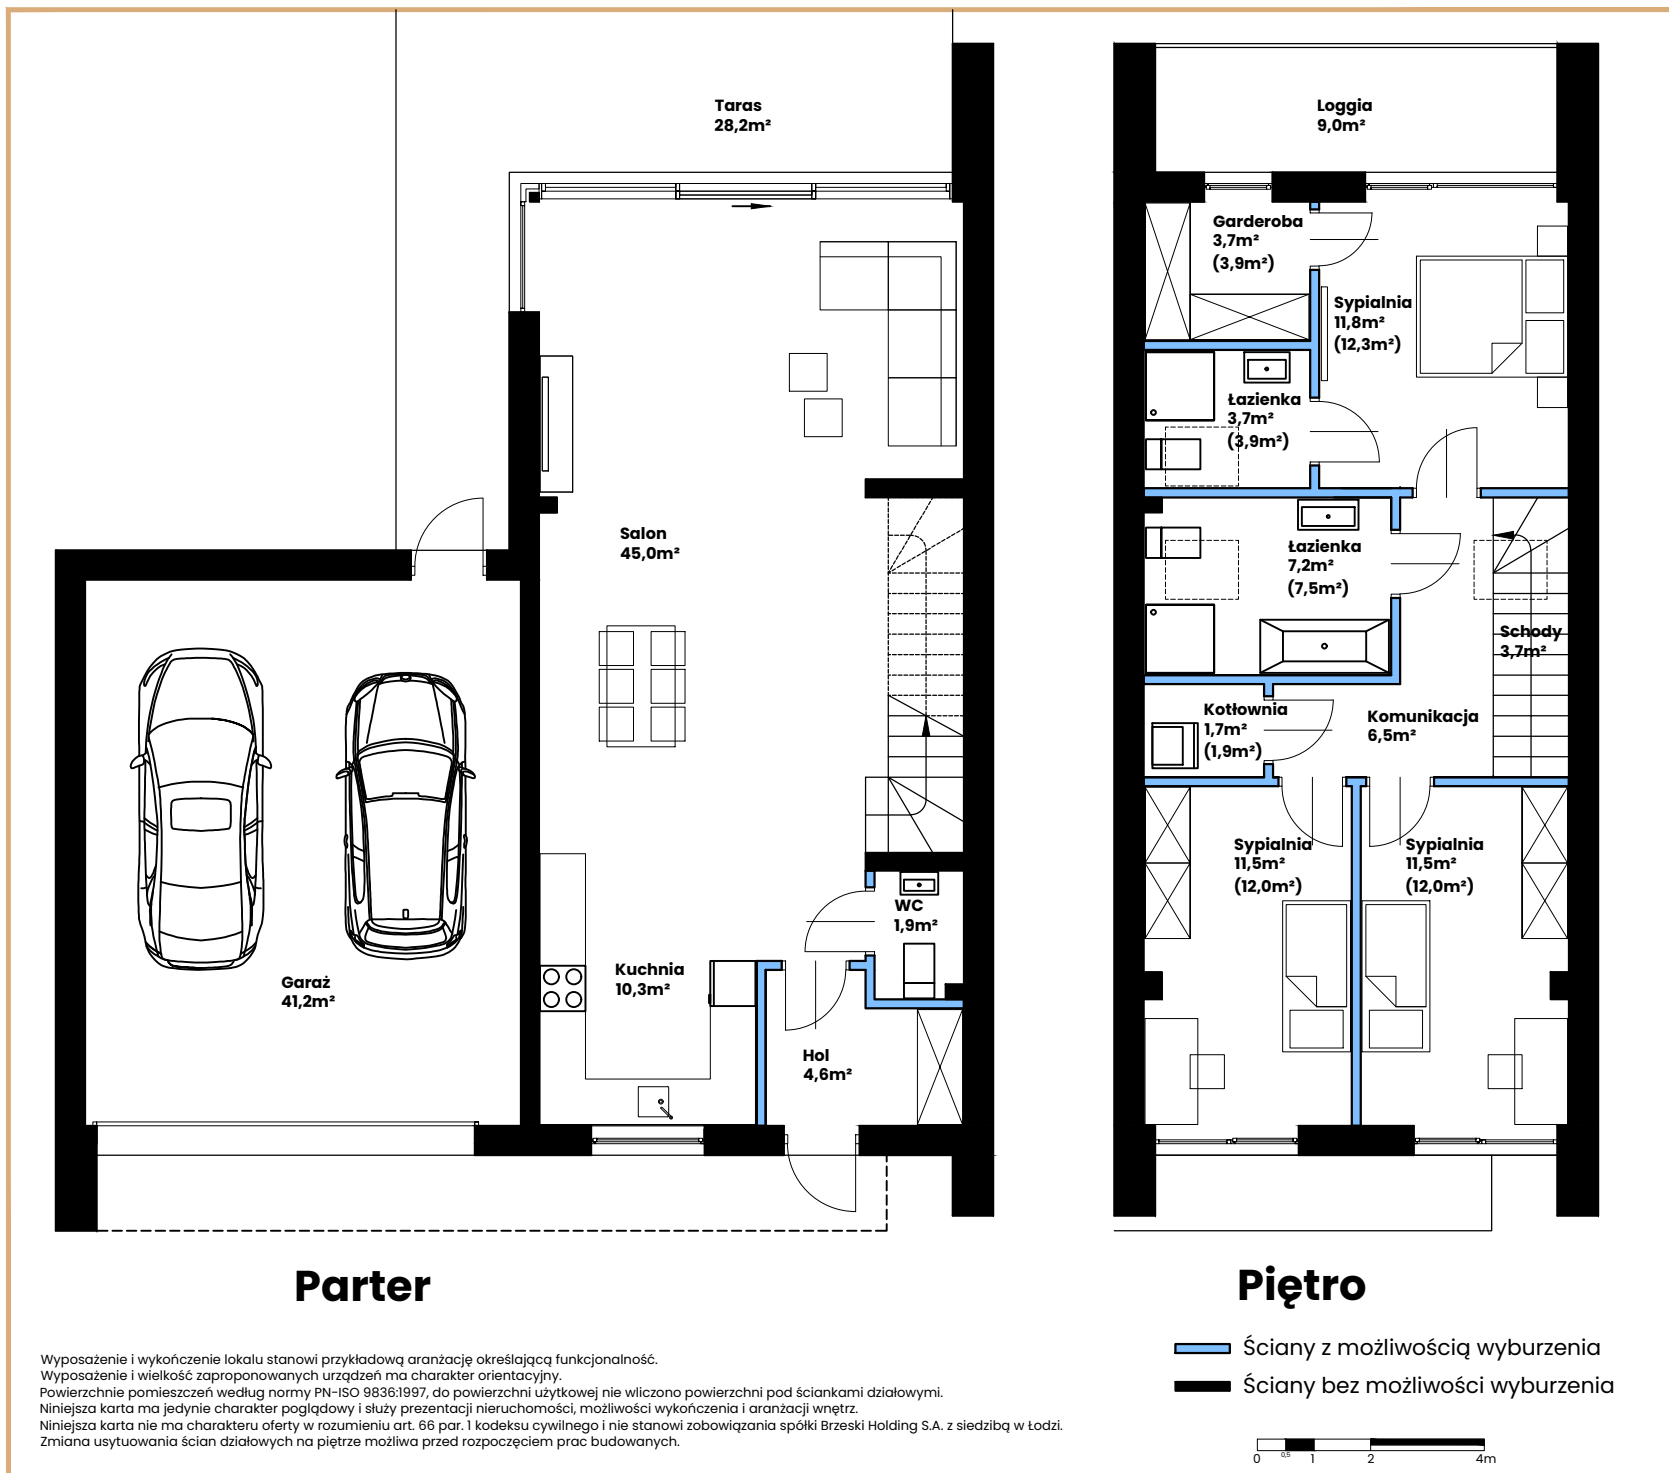 Taras
28,2m²
Salon
45,0m²
Garaż
41,2m²
Kuchnia
10,3m²
WC
1,9m²
Hol
4,6m²
Parter
Loggia
9,0m²
Garderoba
3,7m²
(3,9m²)
Sypialnia
11,8m²
(12,3m²)
Łazienka
3,7m²
(3,9m²)
Łazienka
7,2m²
(7,5m²)
Schody
3,7m²
Kotłownia
1,7m²
(1,9m²)
Komunikacja
6,5m²
Sypialnia
11,5m²
(12,0m²)
Sypialnia
11,5m²
(12,0m²)
Piętro
Ściany z możliwością wyburzenia
Ściany bez możliwości wyburzenia
0 0,5 1 2 4m
Wyposażenie i wykończenie lokalu stanowi przykładową aranżację określającą funkcjonalność.
Wyposażenie i wielkość zaproponowanych urządzeń ma charakter orientacyjny.
Powierzchnie pomieszczeń według normy PN-ISO 9836:1997, do powierzchni użytkowej nie wliczono powierzchni pod ściankami działowymi.
Niniejsza karta ma jedynie charakter poglądowy i służy prezentacji nieruchomości, możliwości wykończenia i aranżacji wnętrz.
Niniejsza karta nie ma charakteru oferty w rozumieniu art. 66 par. 1 kodeksu cywilnego i nie stanowi zobowiązania spółki Brzeski Holding S.A. z siedzibą w Łodzi.
Zmiana usytuowania ścian działowych na piętrze możliwa przed rozpoczęciem prac budowanych.